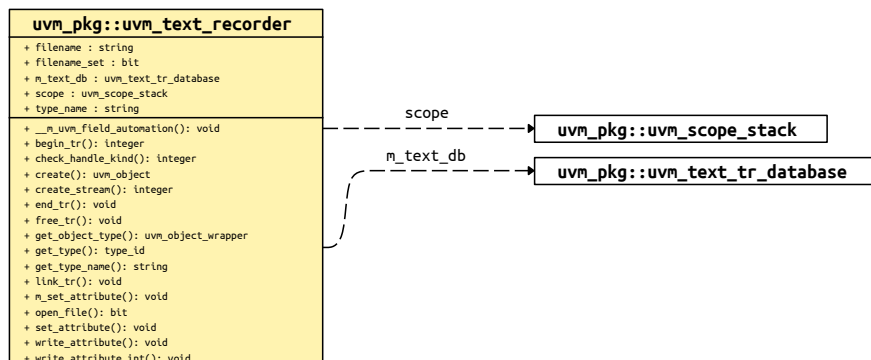 uvm_pkg::uvm_text_recorder
+ filename : string
+ filename_set : bit
+ m_text_db : uvm_text_tr_database
+ scope : uvm_scope_stack
+ type_name : string
+ __m_uvm_field_automation(): void
+ begin_tr(): integer
+ check_handle_kind(): integer
+ create(): uvm_object
+ create_stream(): integer
+ end_tr(): void
+ free_tr(): void
+ get_object_type(): uvm_object_wrapper
+ get_type(): type_id
+ get_type_name(): string
+ link_tr(): void
+ m_set_attribute(): void
+ open_file(): bit
+ set_attribute(): void
+ write_attribute(): void
+ write_attribute_int(): void
scope
uvm_pkg::uvm_scope_stack
m_text_db
uvm_pkg::uvm_text_tr_database